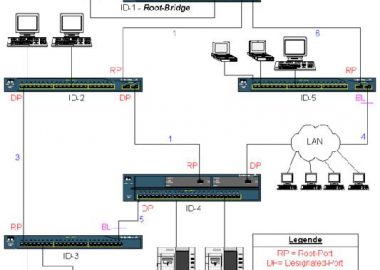 ID-1 - Root-Bridge
1
6
RP
RP
DP
DP
ID-2
ID-5
BL
3
1
4
LAN
RP
DP
DP
5
ID-4
RP
BL
ID-3
Legende
RP = Root-Port
DP= Designated-Port